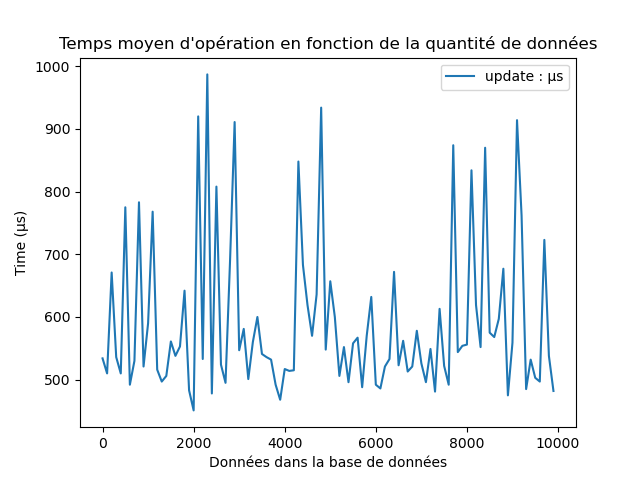 Temps moyen d'opération en fonction de la quantité de données
update : µs
1000
900
800
700
600
500
Time (µs)
0 2000 4000 6000 8000 10000
Données dans la base de données